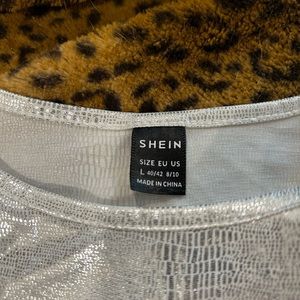 SHEIN
SIZE EU US
L 40/42 8/10
MADE IN CHINA